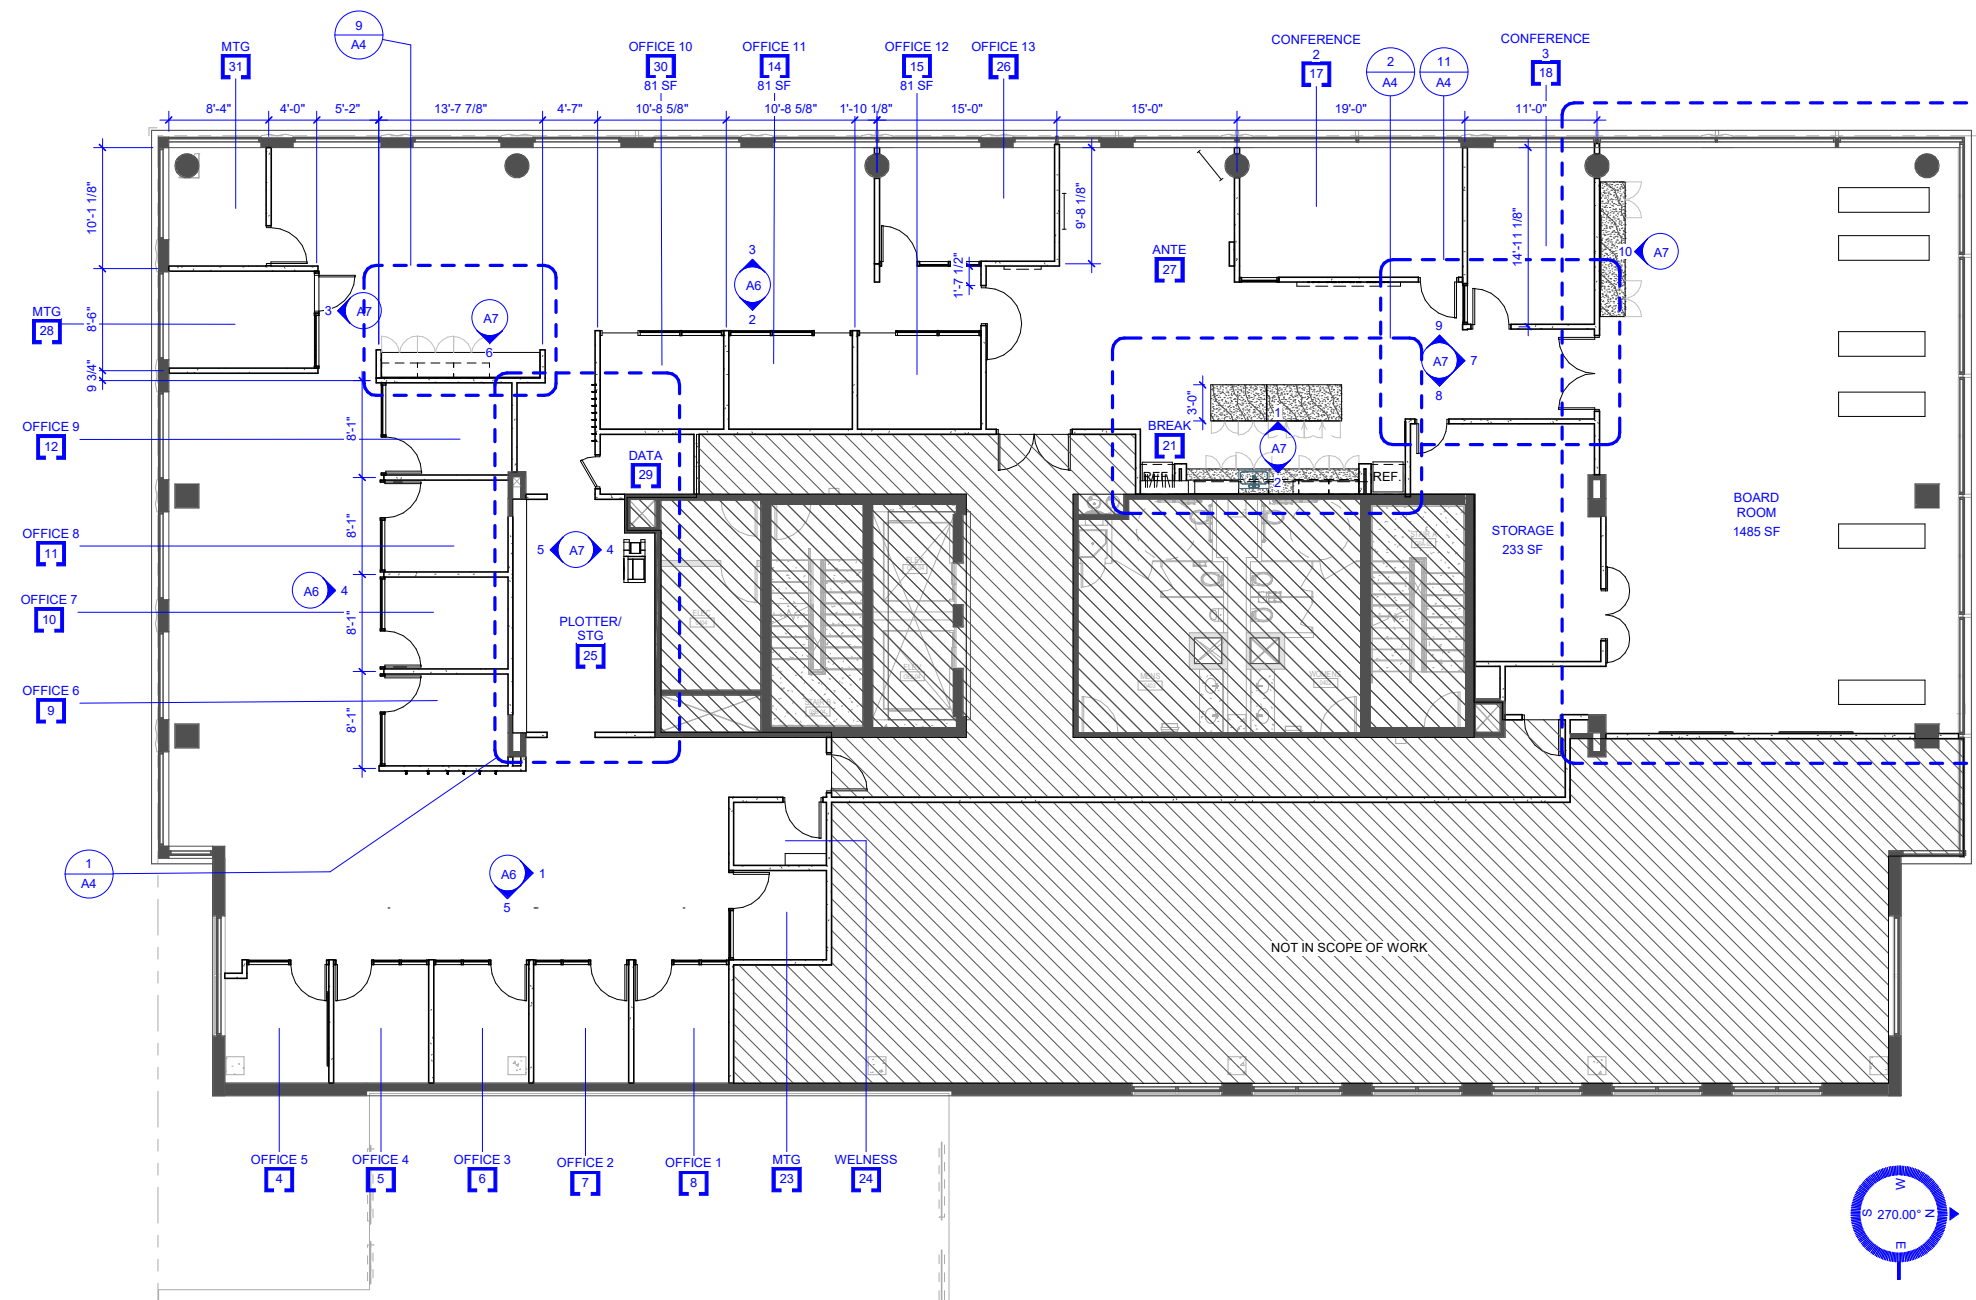 9
A4
MTG
31
OFFICE 10
30
81 SF
OFFICE 11
14
81 SF
OFFICE 12
15
81 SF
OFFICE 13
26
CONFERENCE
2
17
2
A4
11
A4
CONFERENCE
3
18
8'-4"
4'-0"
5'-2"
13'-7 7/8"
4'-7"
10'-8 5/8"
10'-8 5/8"
1'-10 1/8"
15'-0"
15'-0"
19'-0"
11'-0"
10'-1 1/8"
8'-6"
9 3/4"
9'-8 1/8"
1'-7 1/2"
14'-11 1/8"
MTG
28
3
A7
A7
6
3
A6
2
ANTE
27
10
A7
9
A7
7
8
3'-0"
1
A7
2
BREAK
21
REF.
REF.
OFFICE 9
12
8'-1"
DATA
29
OFFICE 8
11
8'-1"
5
A7
4
STORAGE
233 SF
BOARD
ROOM
1485 SF
A6
4
OFFICE 7
10
8'-1"
PLOTTER/
STG
25
ELEC
MENS
OFFICE 6
9
8'-1"
1
A4
A6
1
5
NOT IN SCOPE OF WORK
OFFICE 5
4
OFFICE 4
5
OFFICE 3
6
OFFICE 2
7
OFFICE 1
8
MTG
23
WELNESS
24
W
S
270.00°
N
E